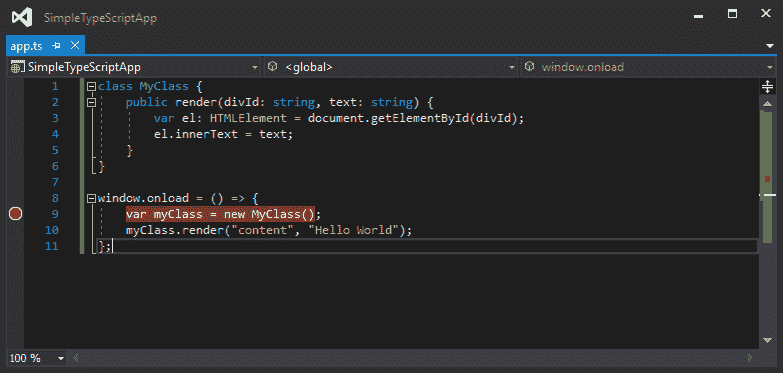 SimpleTypeScriptApp
app.ts
SimpleTypeScriptApp <global> window.onload
1 class MyClass {
2 public render(divId: string, text: string) {
3 var el: HTMLElement = document.getElementById(divId);
4 el.innerText = text;
5 }
6 }
7
8 window.onload = () => {
9 var myClass = new MyClass();
10 myClass.render("content", "Hello World");
11 };
100 %